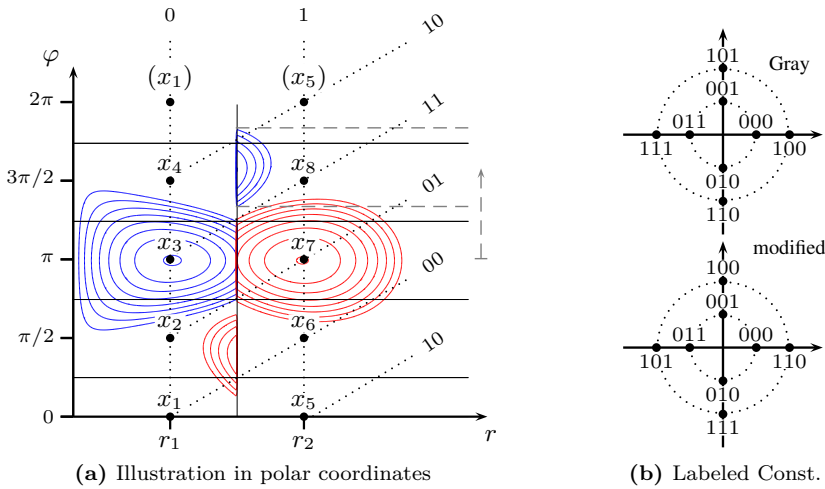 0 1
10
φ
(x₁) (x₅)
2π
11
x₄ x₈
3π/2
01
x₃ x₇
π
00
x₂ x₆
π/2
10
x₁ x₅
0
r₁ r₂ r
(a) Illustration in polar coordinates
101
Gray
001
011 000
111 100
010
110
modified
100
001
011 000
101 110
010
111
(b) Labeled Const.